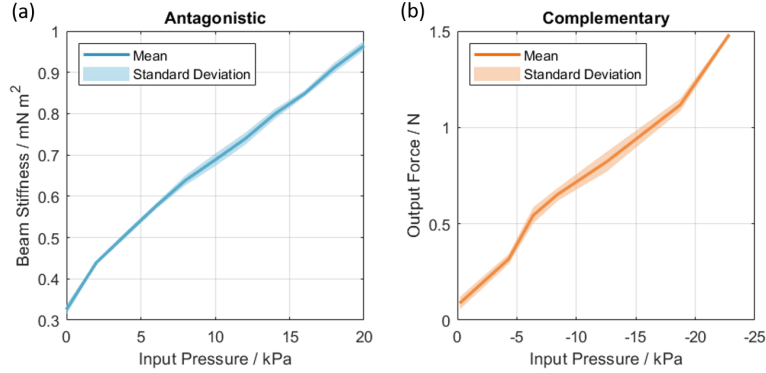 (a)
Antagonistic
Mean
Standard Deviation
1
0.9
0.8
0.7
0.6
0.5
0.4
0.3
Beam Stiffness / mN m²
0
5
10
15
20
Input Pressure / kPa
(b)
Complementary
Mean
Standard Deviation
1.5
1
0.5
0
Output Force / N
0
-5
-10
-15
-20
-25
Input Pressure / kPa